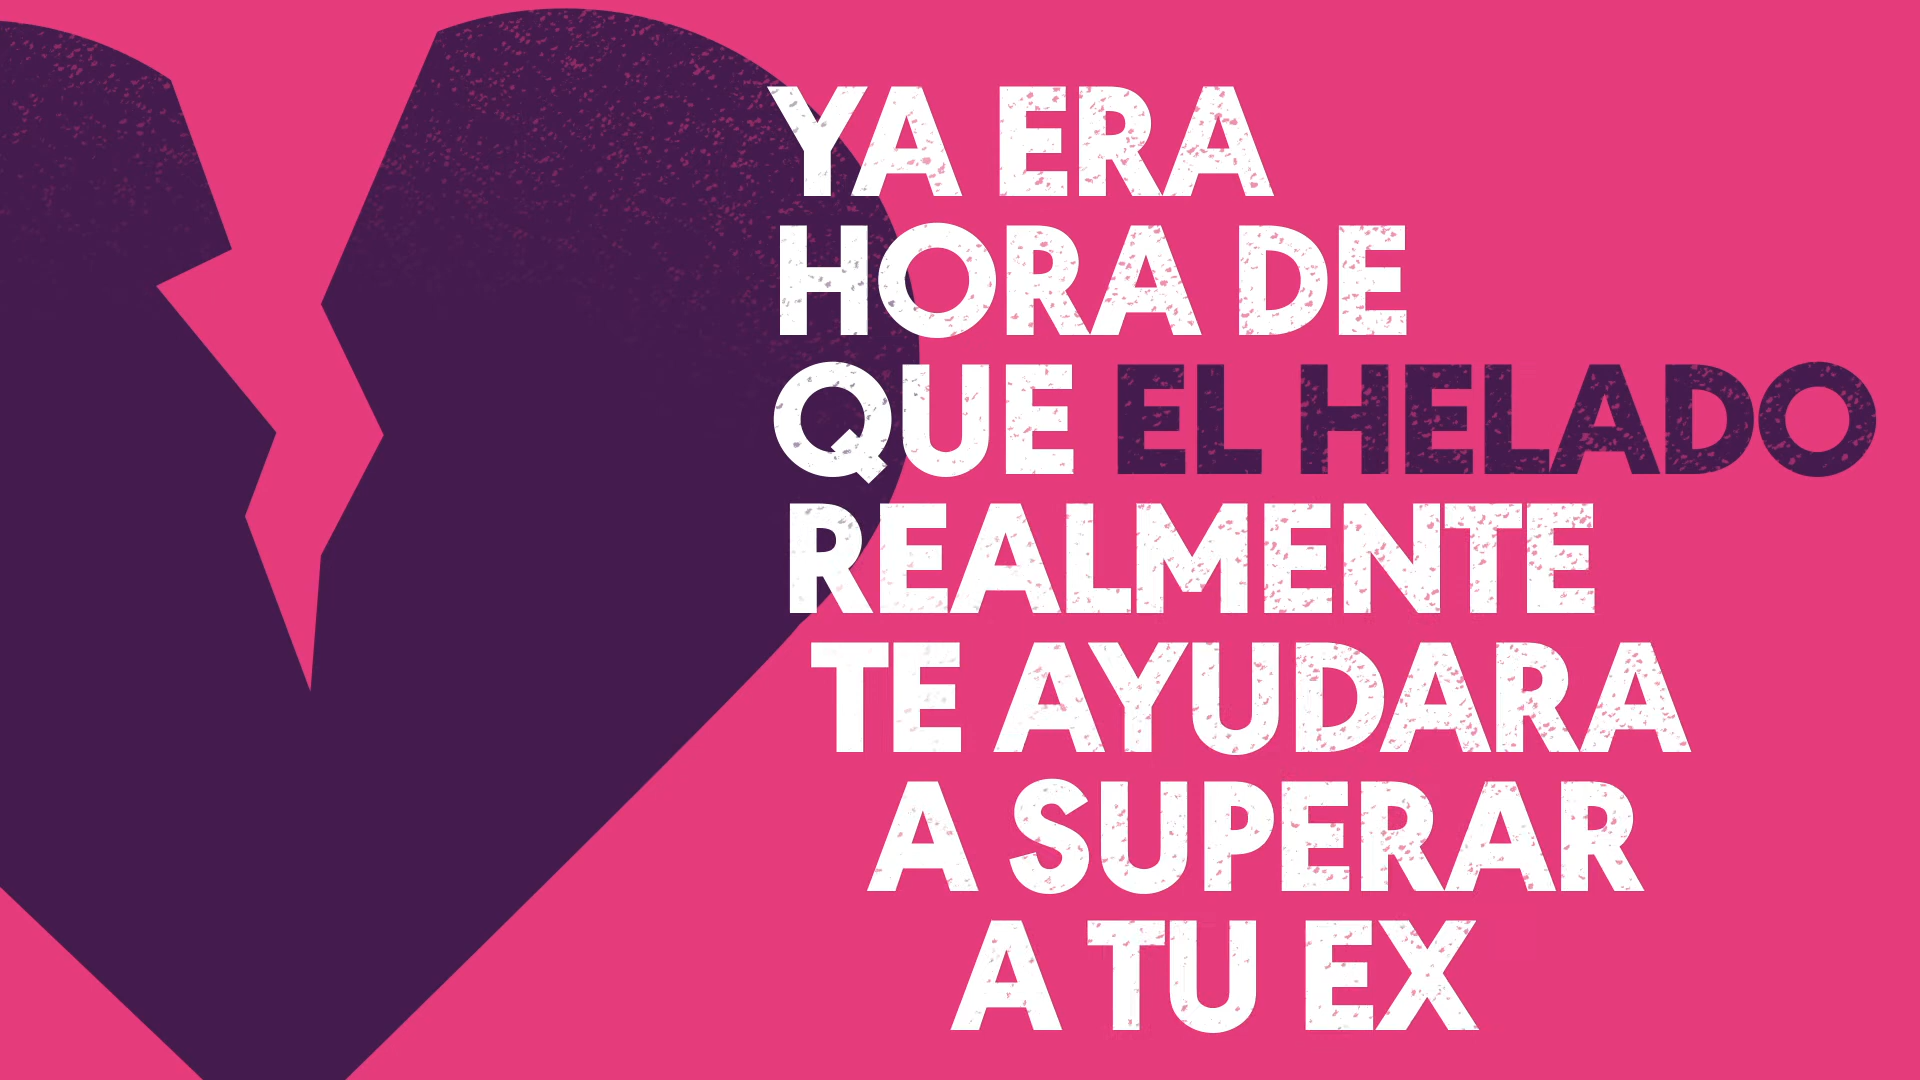 YA ERA
HORA DE
QUE EL HELADO
REALMENTE
TE AYUDARA
A SUPERAR
A TU EX